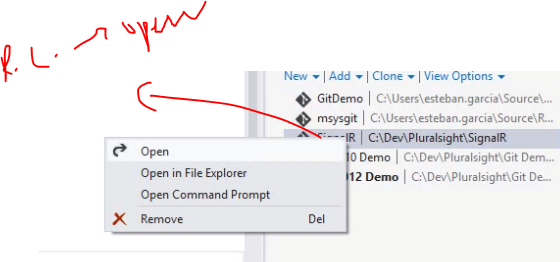 R. L. → open
New Add Clone View Options
GitDemo | C:\Users\esteban.garcia\Source\...
msysgit | C:\Users\esteban.garcia\Source\R...
SignalR | C:\Dev\Pluralsight\SignalR
10 Demo | C:\Dev\Pluralsight\Git Dem...
012 Demo | C:\Dev\Pluralsight\Git De...
Open
Open in File Explorer
Open Command Prompt
Remove Del